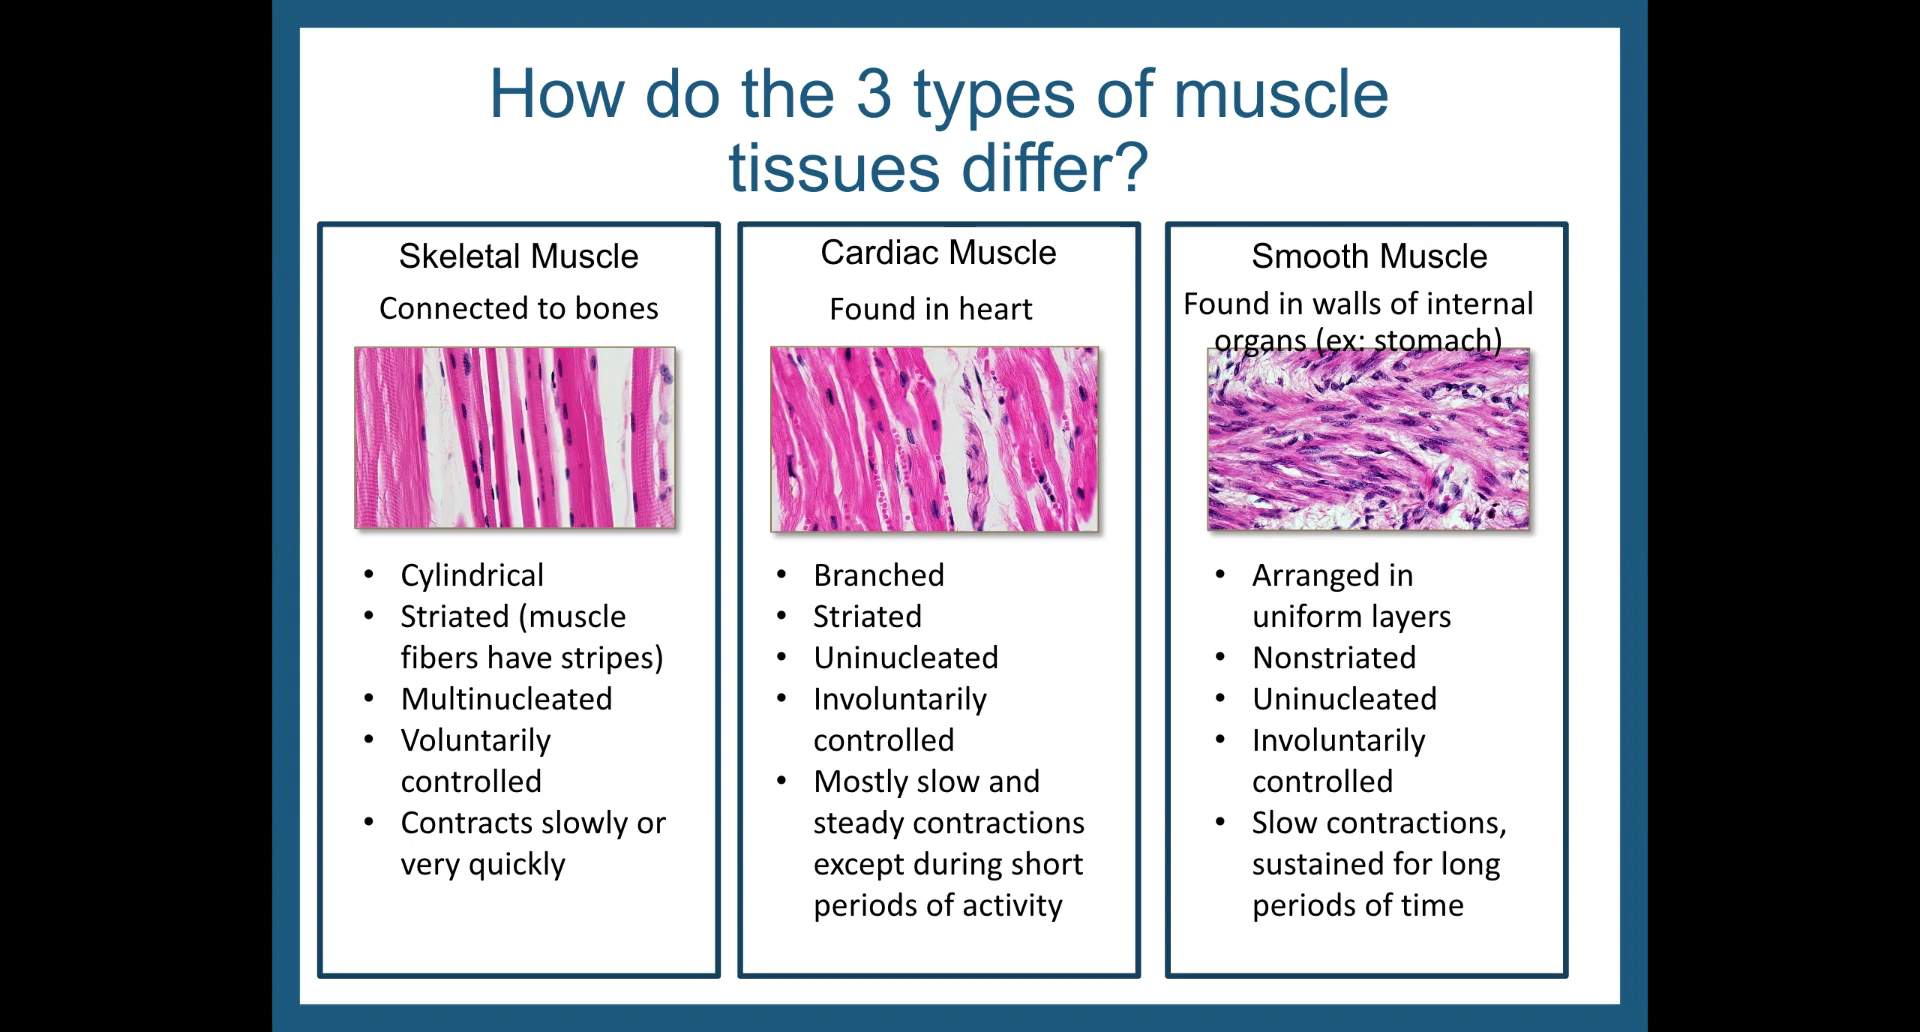 How do the 3 types of muscle
tissues differ?
Skeletal Muscle
Connected to bones
• Cylindrical
• Striated (muscle
fibers have stripes)
• Multinucleated
• Voluntarily
controlled
• Contracts slowly or
very quickly
Cardiac Muscle
Found in heart
• Branched
• Striated
• Uninucleated
• Involuntarily
controlled
• Mostly slow and
steady contractions
except during short
periods of activity
Smooth Muscle
Found in walls of internal
organs (ex: stomach)
• Arranged in
uniform layers
• Nonstriated
• Uninucleated
• Involuntarily
controlled
• Slow contractions,
sustained for long
periods of time